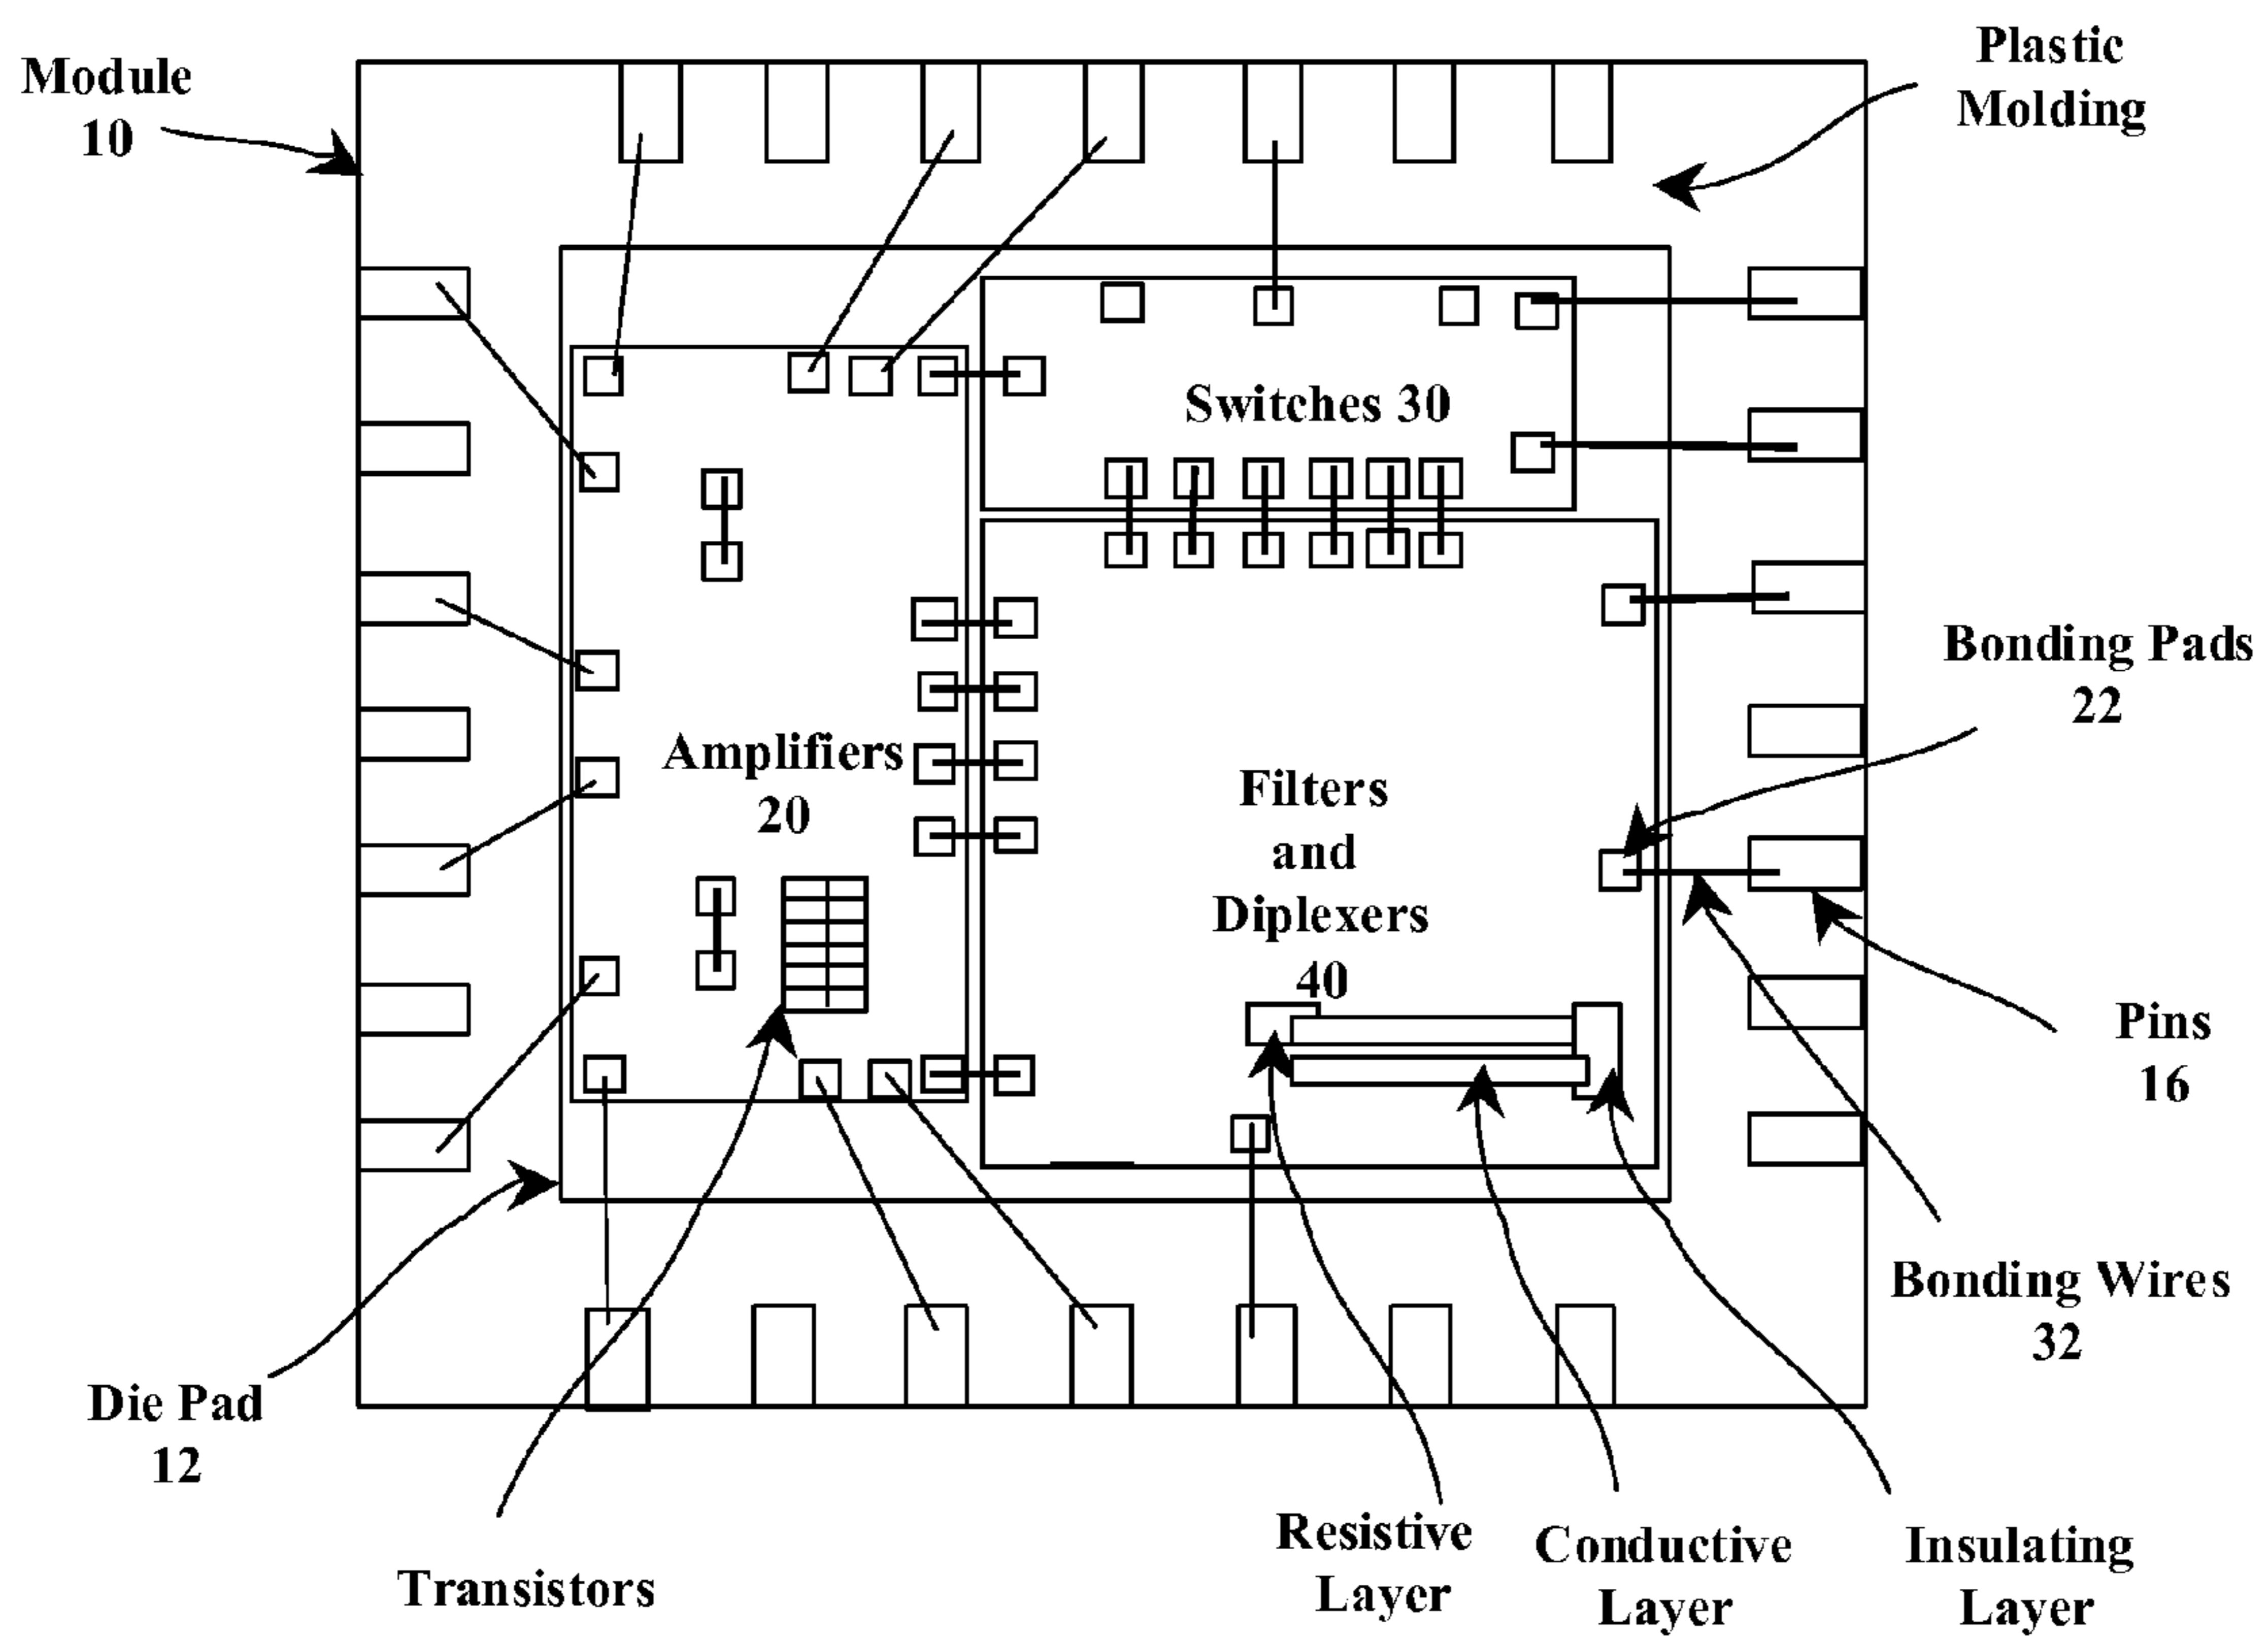 Module
10
Plastic
Molding
Switches 30
Bonding Pads
22
Amplifiers
20
Filters
and
Diplexers
40
Pins
16
Bonding Wires
32
Die Pad
12
Transistors
Resistive
Layer
Conductive
Layer
Insulating
Layer